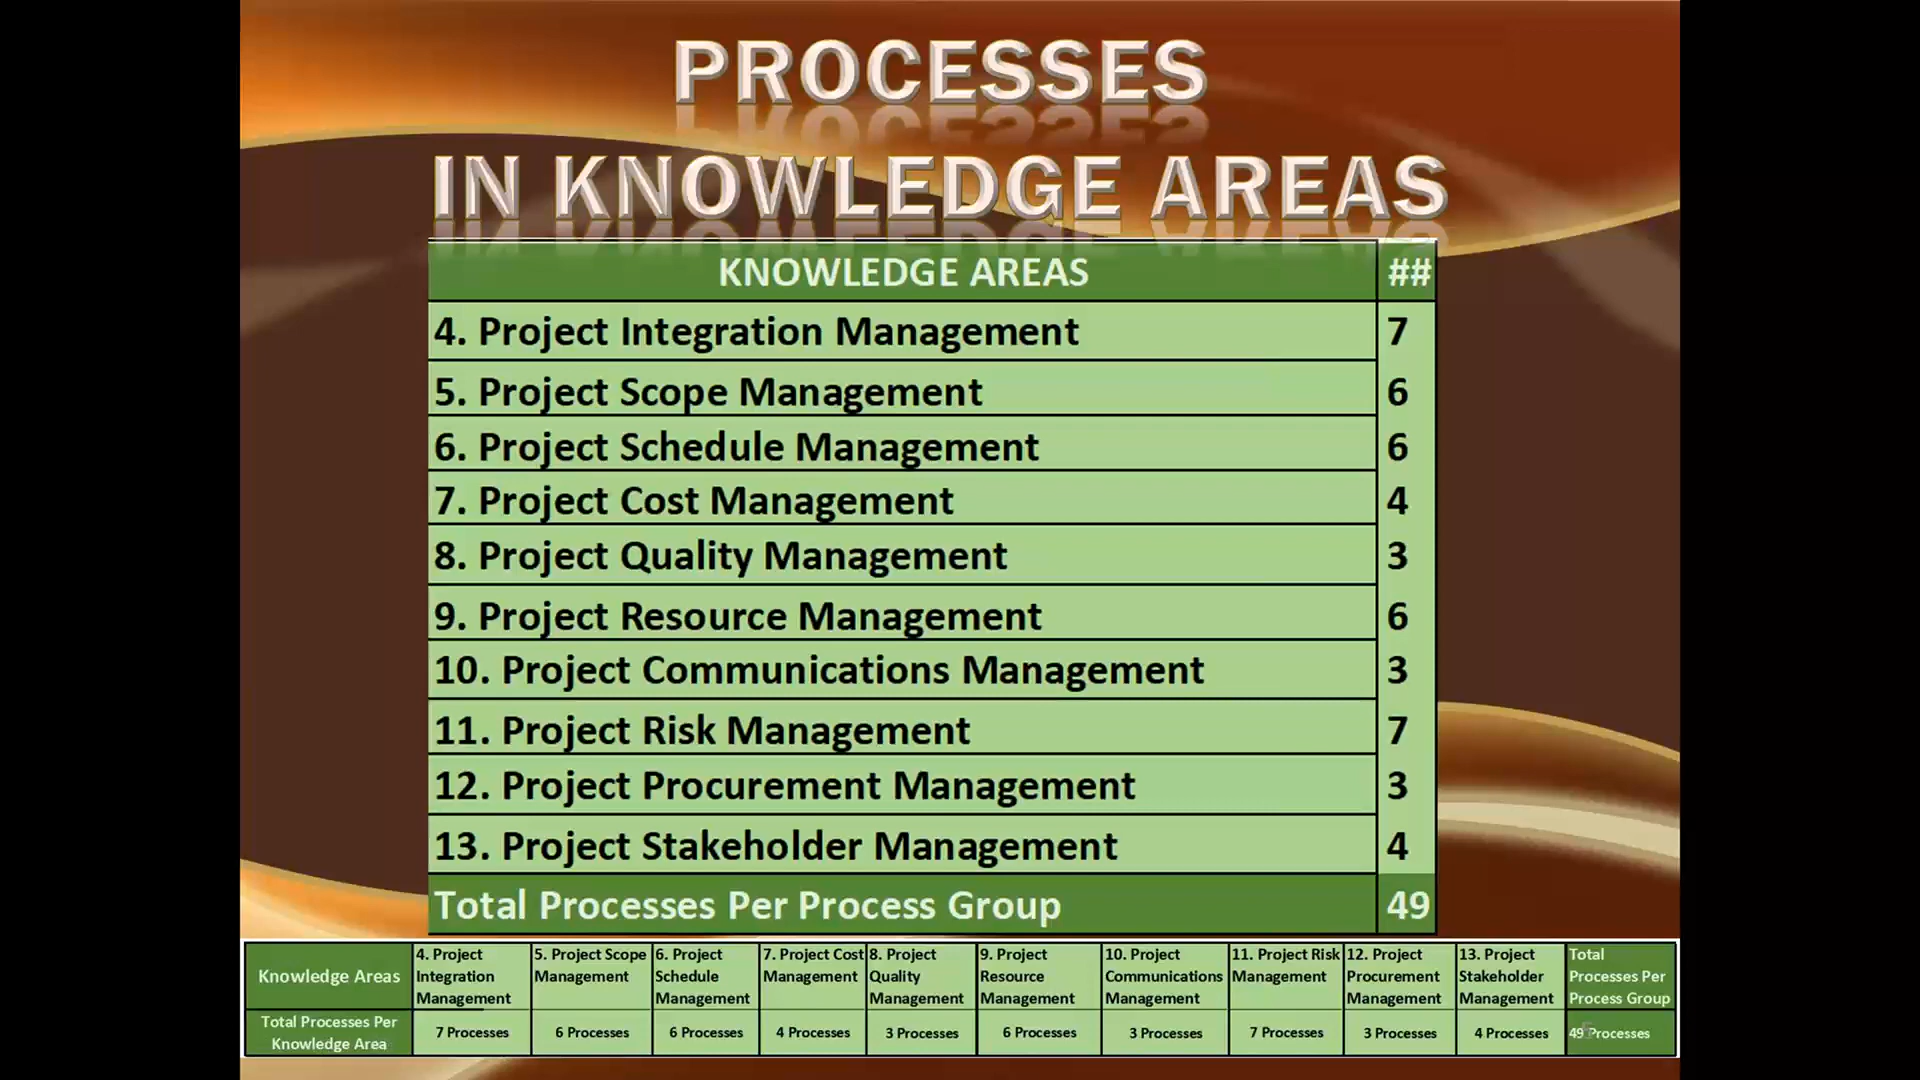 PROCESSES
IN KNOWLEDGE AREAS
KNOWLEDGE AREAS ##
4. Project Integration Management 7
5. Project Scope Management 6
6. Project Schedule Management 6
7. Project Cost Management 4
8. Project Quality Management 3
9. Project Resource Management 6
10. Project Communications Management 3
11. Project Risk Management 7
12. Project Procurement Management 3
13. Project Stakeholder Management 4
Total Processes Per Process Group 49
Knowledge Areas
4. Project
Integration
Management
5. Project Scope
Management
6. Project
Schedule
Management
7. Project Cost
Management
8. Project
Quality
Management
9. Project
Resource
Management
10. Project
Communications
Management
11. Project Risk
Management
12. Project
Procurement
Management
13. Project
Stakeholder
Management
Total
Processes Per
Process Group
Total Processes Per
Knowledge Area
7 Processes
6 Processes
6 Processes
4 Processes
3 Processes
6 Processes
3 Processes
7 Processes
3 Processes
4 Processes
49 Processes